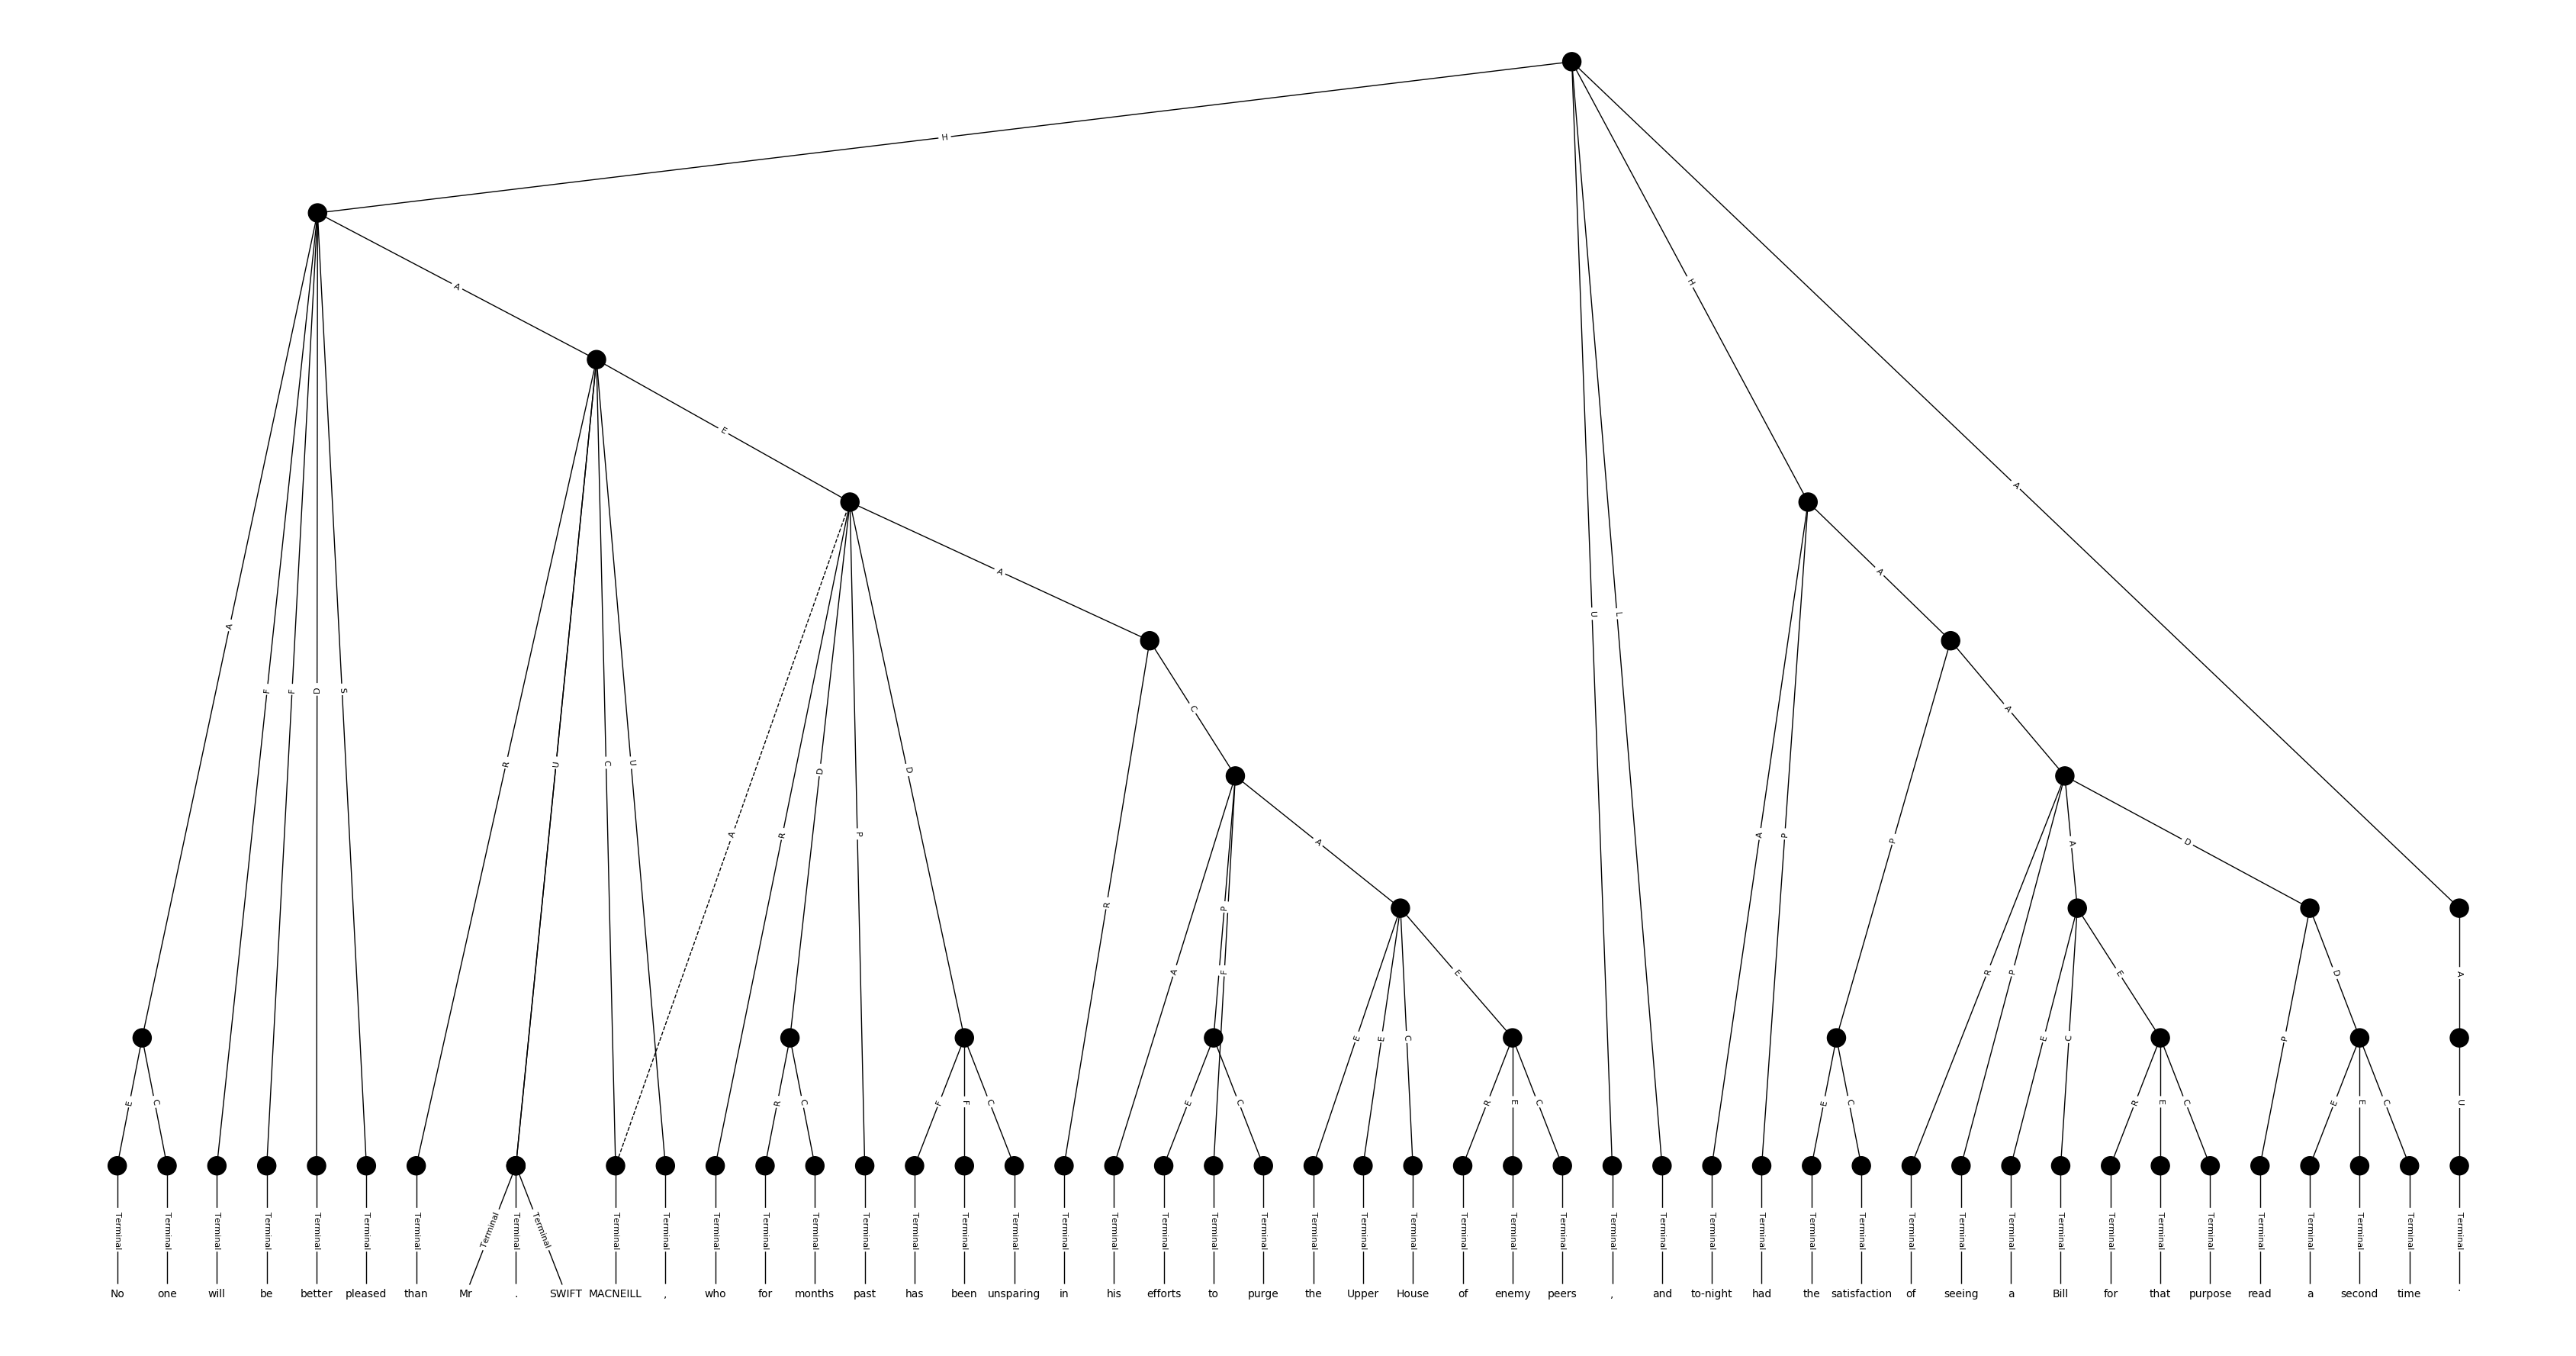 H
A
E
H
A
A
A
C
A
A F F D S
U L
R U C U
A R D P D
R
P
A
A P
P
A
D
A
P
F
R
A
E
R P
A
E E C
E C
P
D
E C
R C
F F C
E C
R E C
E C
R E C
E E C
U
Terminal Terminal Terminal Terminal Terminal Terminal Terminal Terminal Terminal Terminal Terminal Terminal Terminal Terminal Terminal Terminal Terminal Terminal Terminal Terminal Terminal Terminal Terminal Terminal Terminal Terminal Terminal Terminal Terminal Terminal Terminal Terminal Terminal Terminal Terminal Terminal Terminal Terminal Terminal Terminal Terminal Terminal Terminal Terminal Terminal Terminal Terminal Terminal
No one will be better pleased than Mr . SWIFT MACNEILL , who for months past has been unsparing in his efforts to purge the Upper House of enemy peers , and to-night had the satisfaction of seeing a Bill for that purpose read a second time .